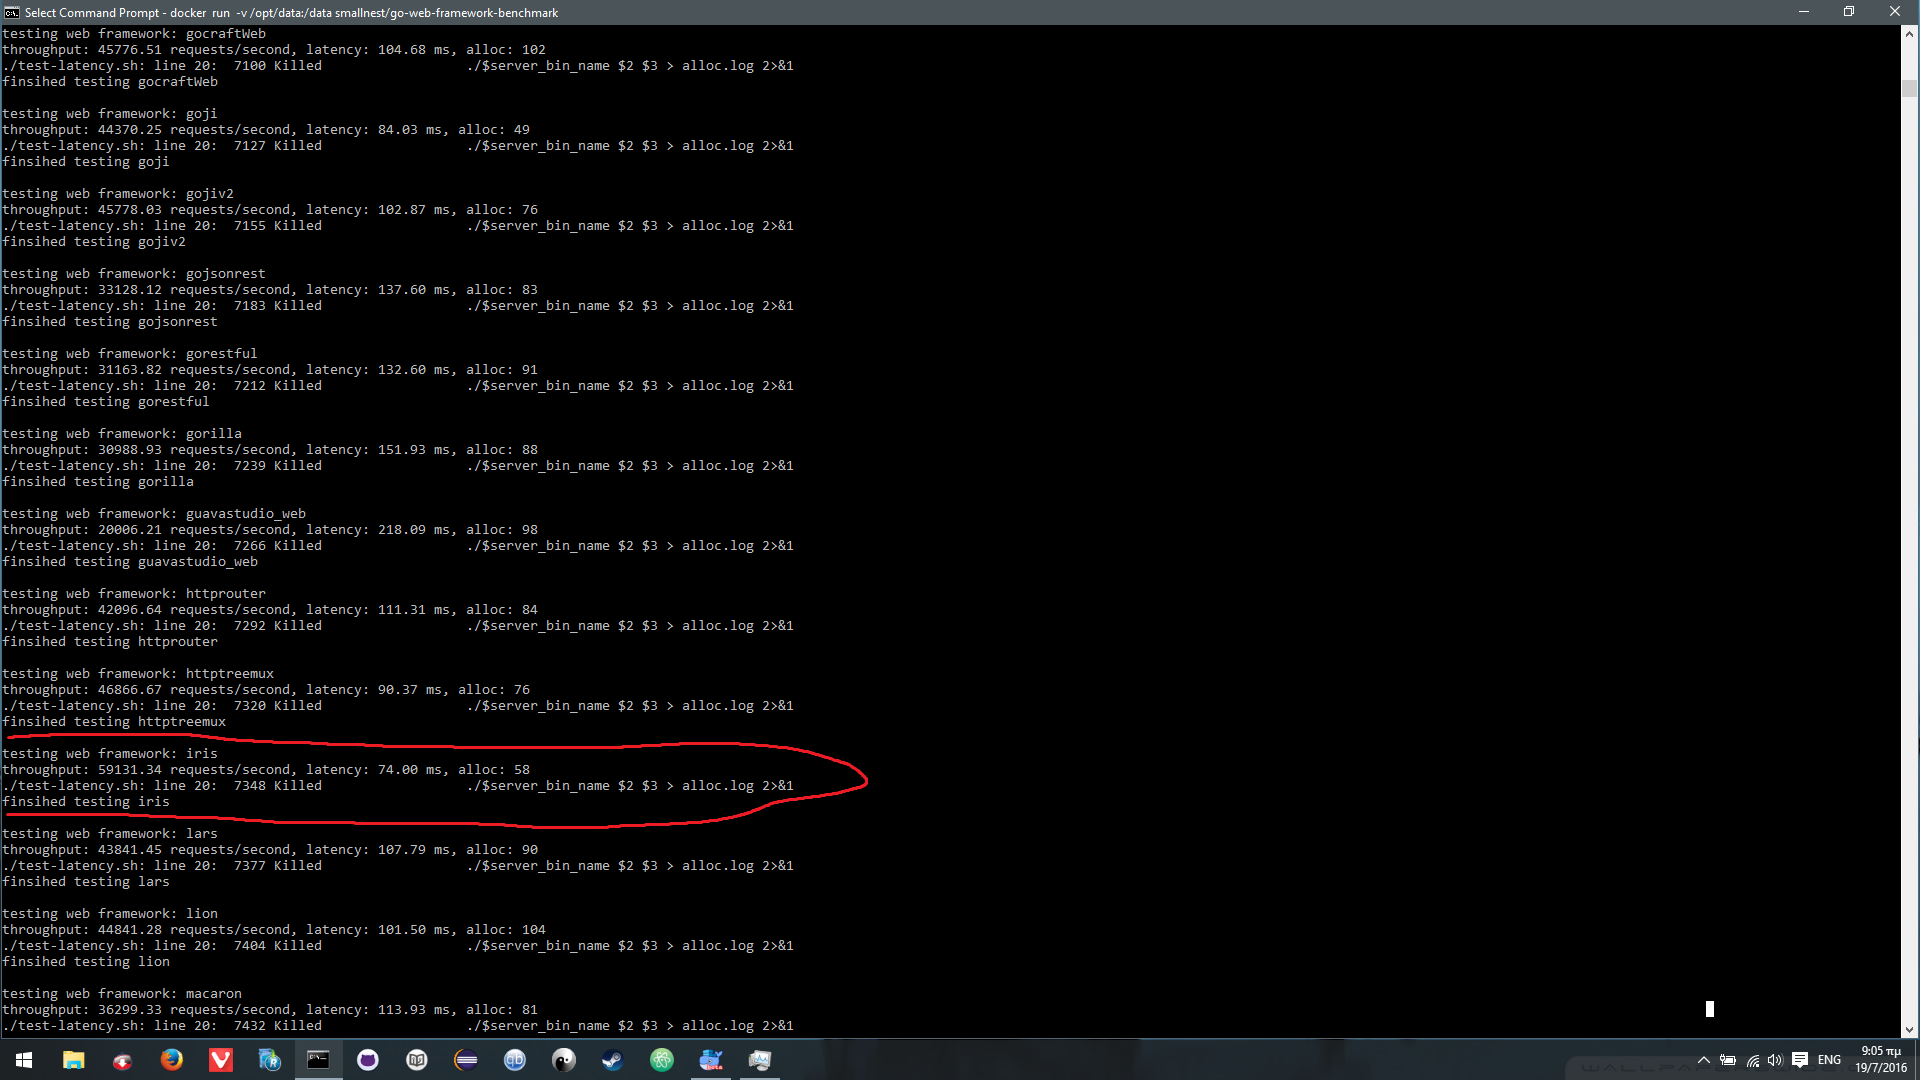 Select Command Prompt - docker  run  -v /opt/data:/data smallnest/go-web-framework-benchmark
testing web framework: gocraftWeb
throughput: 45776.51 requests/second, latency: 104.68 ms, alloc: 102
./test-latency.sh: line 20:  7100 Killed                  ./$server_bin_name $2 $3 > alloc.log 2>&1
finsihed testing gocraftWeb
testing web framework: goji
throughput: 44370.25 requests/second, latency: 84.03 ms, alloc: 49
./test-latency.sh: line 20:  7127 Killed                  ./$server_bin_name $2 $3 > alloc.log 2>&1
finsihed testing goji
testing web framework: gojiv2
throughput: 45778.03 requests/second, latency: 102.87 ms, alloc: 76
./test-latency.sh: line 20:  7155 Killed                  ./$server_bin_name $2 $3 > alloc.log 2>&1
finsihed testing gojiv2
testing web framework: gojsonrest
throughput: 33128.12 requests/second, latency: 137.60 ms, alloc: 83
./test-latency.sh: line 20:  7183 Killed                  ./$server_bin_name $2 $3 > alloc.log 2>&1
finsihed testing gojsonrest
testing web framework: gorestful
throughput: 31163.82 requests/second, latency: 132.60 ms, alloc: 91
./test-latency.sh: line 20:  7212 Killed                  ./$server_bin_name $2 $3 > alloc.log 2>&1
finsihed testing gorestful
testing web framework: gorilla
throughput: 30988.93 requests/second, latency: 151.93 ms, alloc: 88
./test-latency.sh: line 20:  7239 Killed                  ./$server_bin_name $2 $3 > alloc.log 2>&1
finsihed testing gorilla
testing web framework: guavastudio_web
throughput: 20006.21 requests/second, latency: 218.09 ms, alloc: 98
./test-latency.sh: line 20:  7266 Killed                  ./$server_bin_name $2 $3 > alloc.log 2>&1
finsihed testing guavastudio_web
testing web framework: httprouter
throughput: 42096.64 requests/second, latency: 111.31 ms, alloc: 84
./test-latency.sh: line 20:  7292 Killed                  ./$server_bin_name $2 $3 > alloc.log 2>&1
finsihed testing httprouter
testing web framework: httptreemux
throughput: 46866.67 requests/second, latency: 90.37 ms, alloc: 76
./test-latency.sh: line 20:  7320 Killed                  ./$server_bin_name $2 $3 > alloc.log 2>&1
finsihed testing httptreemux
testing web framework: iris
throughput: 59131.34 requests/second, latency: 74.00 ms, alloc: 58
./test-latency.sh: line 20:  7348 Killed                  ./$server_bin_name $2 $3 > alloc.log 2>&1
finsihed testing iris
testing web framework: lars
throughput: 43841.45 requests/second, latency: 107.79 ms, alloc: 90
./test-latency.sh: line 20:  7377 Killed                  ./$server_bin_name $2 $3 > alloc.log 2>&1
finsihed testing lars
testing web framework: lion
throughput: 44841.28 requests/second, latency: 101.50 ms, alloc: 104
./test-latency.sh: line 20:  7404 Killed                  ./$server_bin_name $2 $3 > alloc.log 2>&1
finsihed testing lion
testing web framework: macaron
throughput: 36299.33 requests/second, latency: 113.93 ms, alloc: 81
./test-latency.sh: line 20:  7432 Killed                  ./$server_bin_name $2 $3 > alloc.log 2>&1
ENG
9:05 πμ
19/7/2016